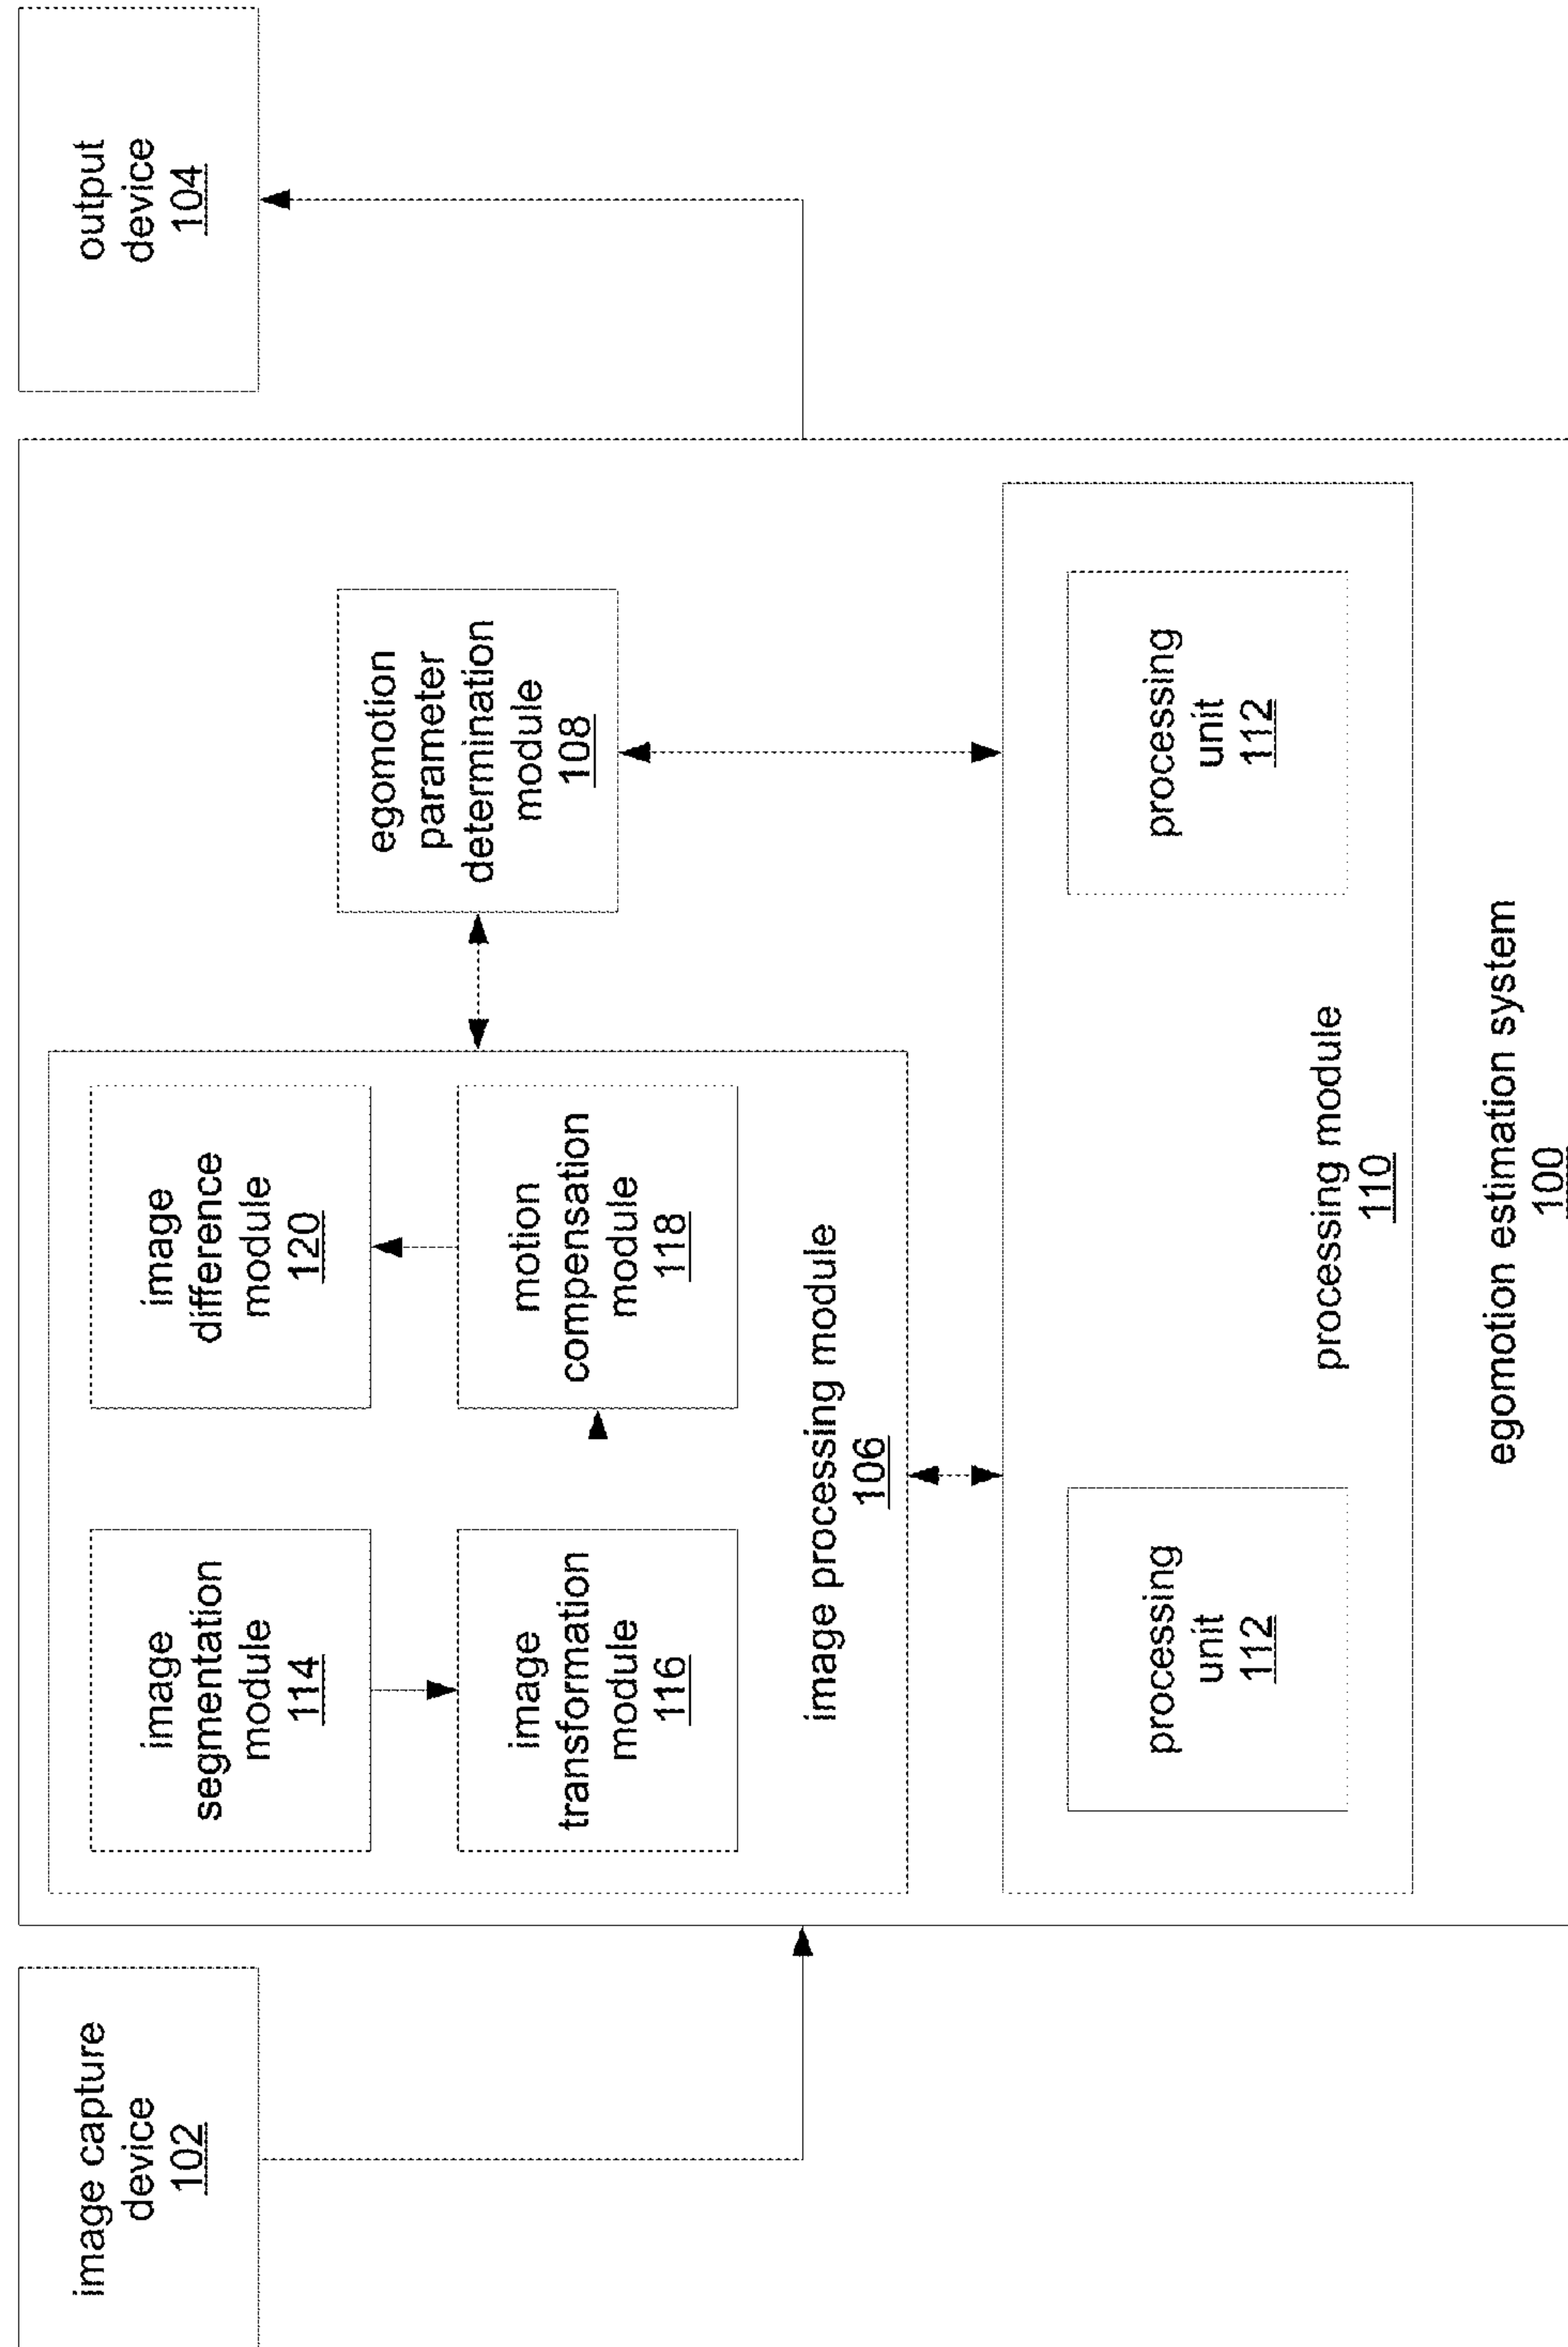 image capture
device
102
output
device
104
image
segmentation
module
114
image
difference
module
120
image
transformation
module
116
motion
compensation
module
118
image processing module
106
egomotion
parameter
determination
module
108
processing
unit
112
processing
unit
112
processing module
110
egomotion estimation system
100